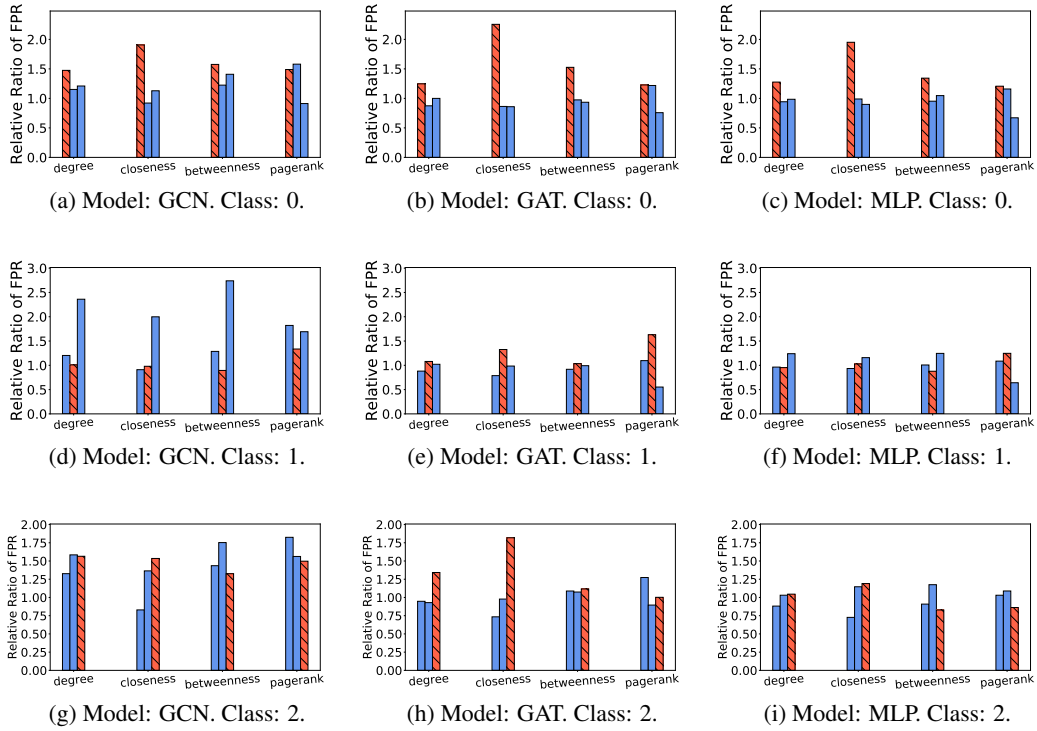 Relative Ratio of FPR
2.0
1.5
1.0
0.5
0.0
degree closeness betweenness pagerank
(a) Model: GCN. Class: 0.
Relative Ratio of FPR
2.0
1.5
1.0
0.5
0.0
degree closeness betweenness pagerank
(b) Model: GAT. Class: 0.
Relative Ratio of FPR
2.0
1.5
1.0
0.5
0.0
degree closeness betweenness pagerank
(c) Model: MLP. Class: 0.
Relative Ratio of FPR
3.0
2.5
2.0
1.5
1.0
0.5
0.0
degree closeness betweenness pagerank
(d) Model: GCN. Class: 1.
Relative Ratio of FPR
3.0
2.5
2.0
1.5
1.0
0.5
0.0
degree closeness betweenness pagerank
(e) Model: GAT. Class: 1.
Relative Ratio of FPR
3.0
2.5
2.0
1.5
1.0
0.5
0.0
degree closeness betweenness pagerank
(f) Model: MLP. Class: 1.
Relative Ratio of FPR
2.00
1.75
1.50
1.25
1.00
0.75
0.50
0.25
0.00
degree closeness betweenness pagerank
(g) Model: GCN. Class: 2.
Relative Ratio of FPR
2.00
1.75
1.50
1.25
1.00
0.75
0.50
0.25
0.00
degree closeness betweenness pagerank
(h) Model: GAT. Class: 2.
Relative Ratio of FPR
2.00
1.75
1.50
1.25
1.00
0.75
0.50
0.25
0.00
degree closeness betweenness pagerank
(i) Model: MLP. Class: 2.